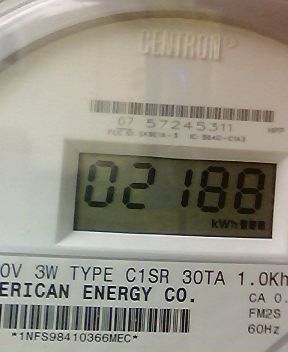 CENTRON®
07 57245311
02188
kWh
0V 3W TYPE C1SR 30TA 1.0Kh
ERICAN ENERGY CO.
CA 0.
FM2S
60Hz
*1NFS98410366MEC*